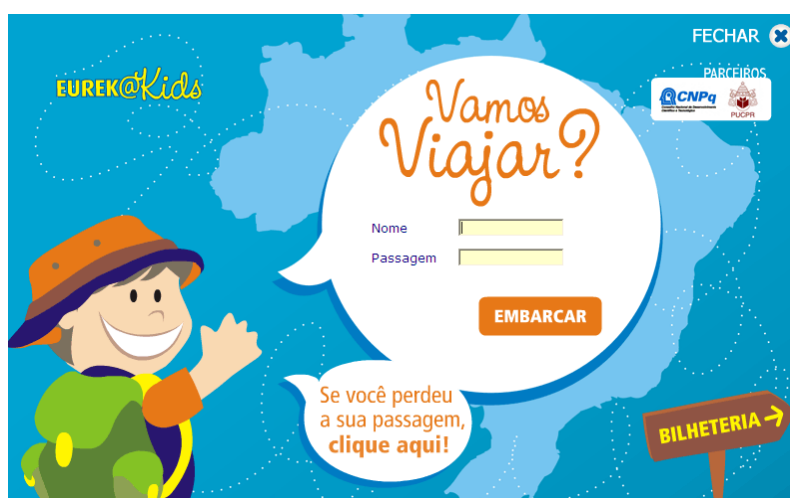 FECHAR
EUREK@Kids
PARCEIROS
CNPq
PUCPR
Vamos
Viajar?
Nome
Passagem
EMBARCAR
Se você perdeu
a sua passagem,
clique aqui!
BILHETERIA